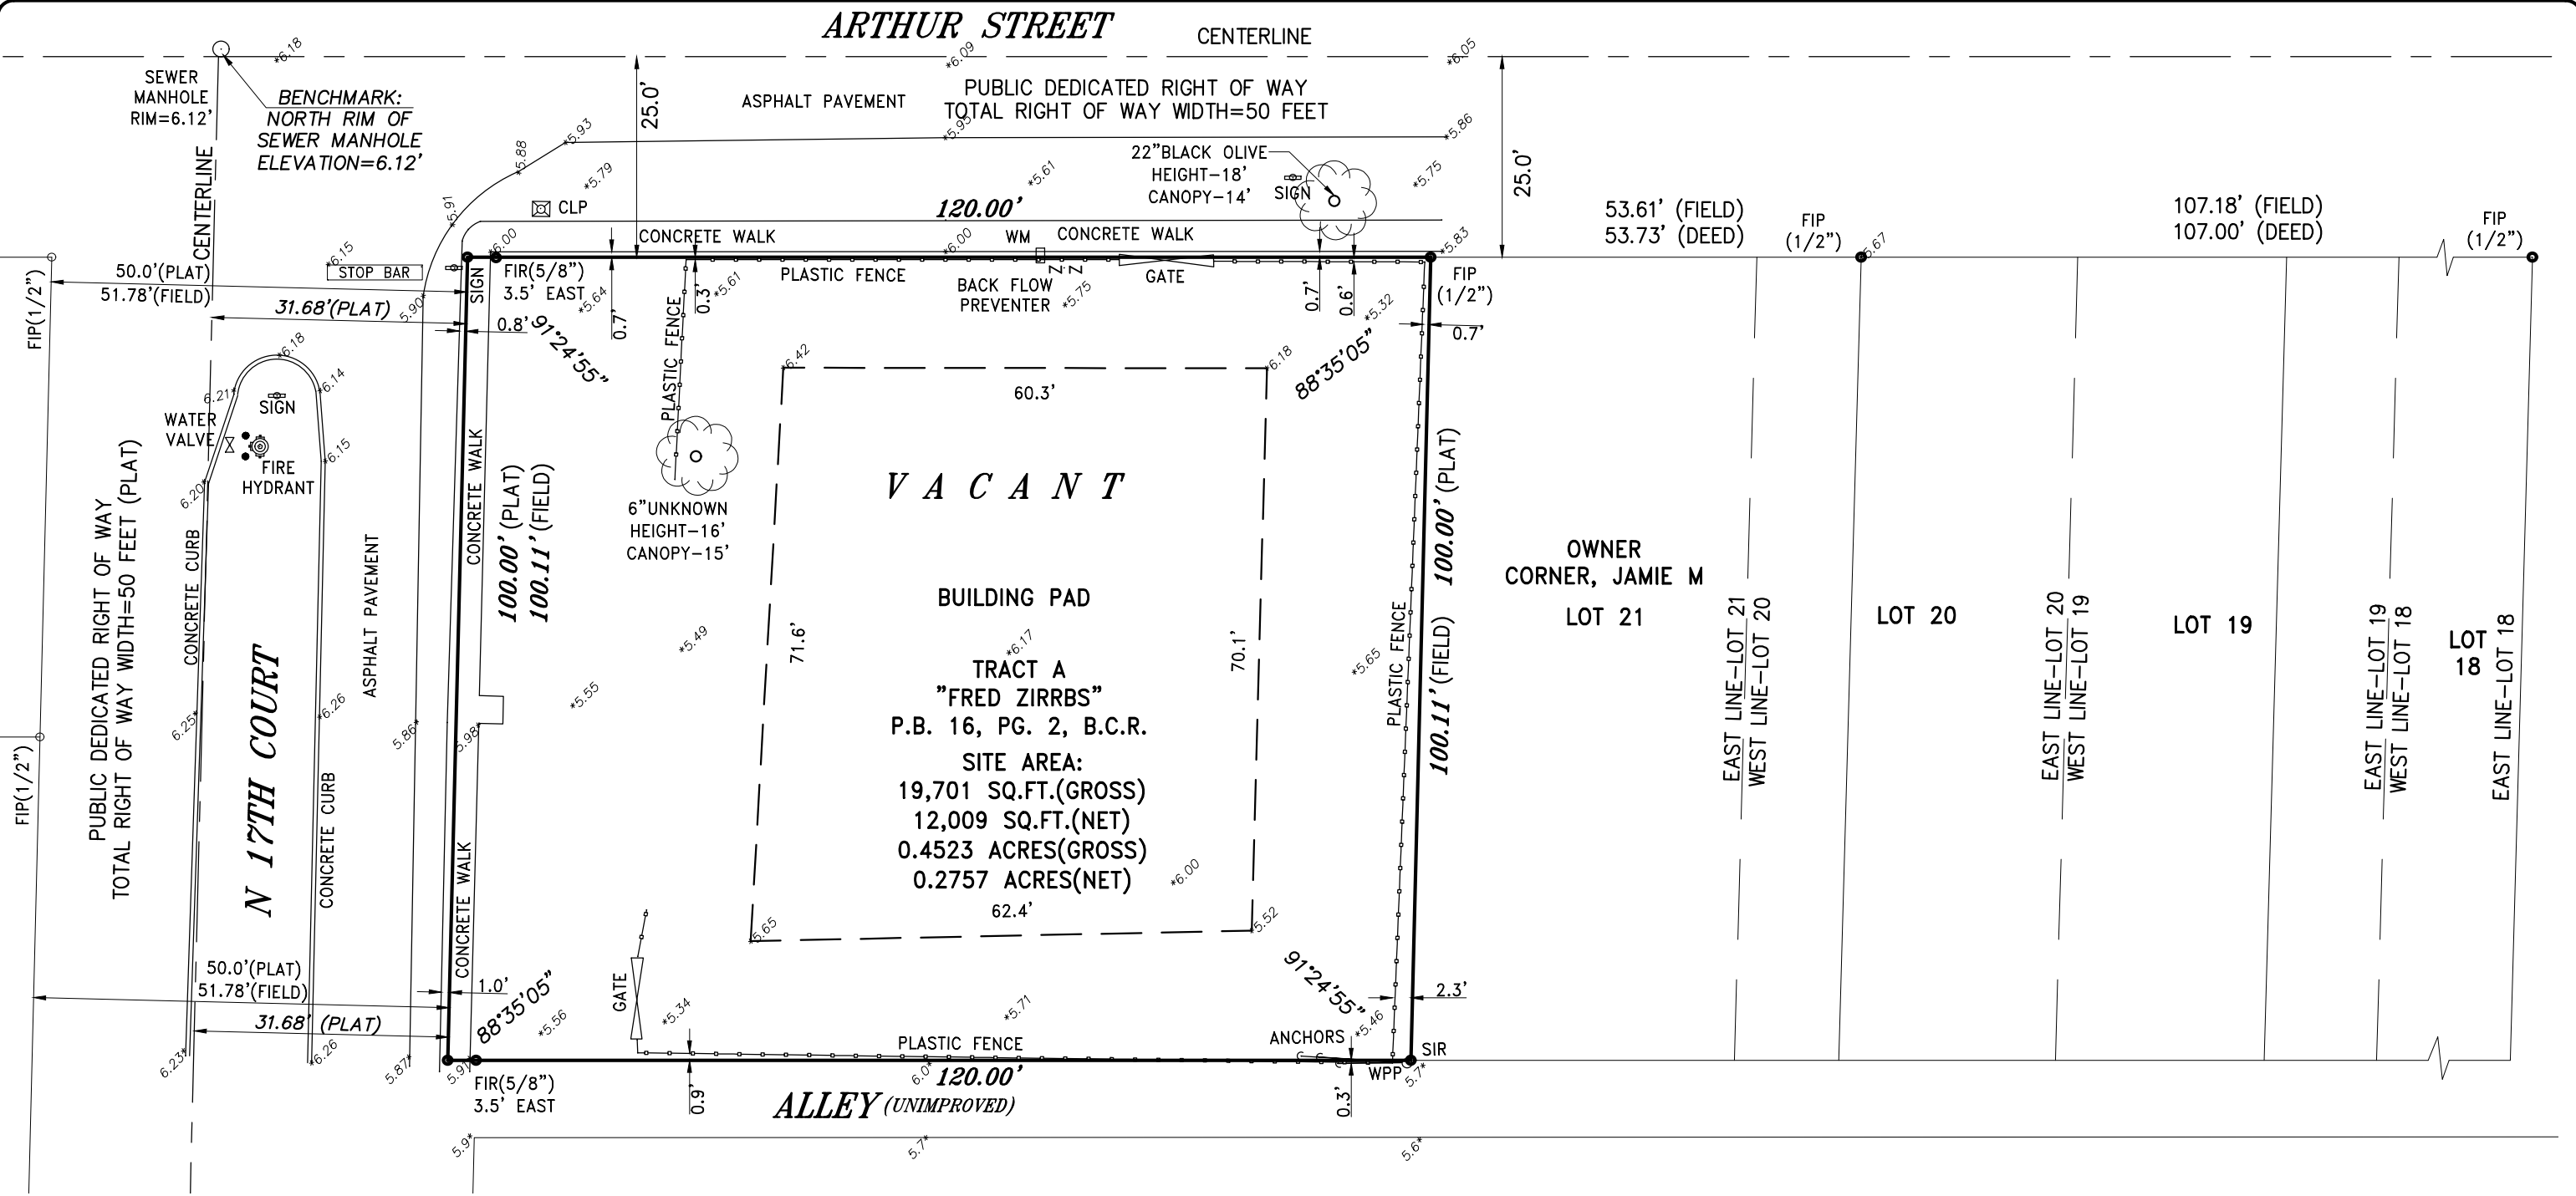 ARTHUR STREET
CENTERLINE
*6.18
*6.09
*6.05
SEWER
MANHOLE
RIM=6.12'
BENCHMARK:
NORTH RIM OF
SEWER MANHOLE
ELEVATION=6.12'
CENTERLINE
25.0'
ASPHALT PAVEMENT
PUBLIC DEDICATED RIGHT OF WAY
TOTAL RIGHT OF WAY WIDTH=50 FEET
25.0'
*5.93
*5.95
*5.86
*5.88
*5.79
*5.61
*5.75
*5.91
22"BLACK OLIVE
HEIGHT-18'
CANOPY-14'
SIGN
CLP
120.00'
CONCRETE WALK
WM
CONCRETE WALK
53.61' (FIELD)
53.73' (DEED)
FIP
(1/2")
107.18' (FIELD)
107.00' (DEED)
FIP
(1/2")
*6.15
*6.00
*6.00
*5.83
*5.67
FIP(1/2")
50.0'(PLAT)
51.78'(FIELD)
STOP BAR
SIGN
FIR(5/8")
3.5' EAST
*5.64
0.7'
0.3'
*5.61
PLASTIC FENCE
BACK FLOW
PREVENTER
Z
Z
*5.75
GATE
0.7'
0.6'
*5.32
FIP
(1/2")
31.68'(PLAT)
5.90*
0.8'
91°24'55"
PLASTIC FENCE
88°35'05"
0.7'
*6.18
*6.42
*6.18
60.3'
6.21*
*6.14
SIGN
WATER
VALVE
FIRE
HYDRANT
*6.15
6.20*
VACANT
6"UNKNOWN
HEIGHT-16'
CANOPY-15'
PUBLIC DEDICATED RIGHT OF WAY
TOTAL RIGHT OF WAY WIDTH=50 FEET (PLAT)
CONCRETE CURB
N 17TH COURT
CONCRETE CURB
ASPHALT PAVEMENT
CONCRETE WALK
100.00' (PLAT)
100.11' (FIELD)
BUILDING PAD
71.6'
70.1'
*5.49
*6.17
*5.65
*5.55
TRACT A
"FRED ZIRRBS"
P.B. 16, PG. 2, B.C.R.
SITE AREA:
19,701 SQ.FT.(GROSS)
12,009 SQ.FT.(NET)
0.4523 ACRES(GROSS)
0.2757 ACRES(NET)
62.4'
PLASTIC FENCE
100.00' (PLAT)
100.11' (FIELD)
OWNER
CORNER, JAMIE M
LOT 21
EAST LINE-LOT 21
WEST LINE-LOT 20
LOT 20
EAST LINE-LOT 20
WEST LINE-LOT 19
LOT 19
EAST LINE-LOT 19
WEST LINE-LOT 18
LOT
18
EAST LINE-LOT 18
FIP(1/2")
6.25*
*6.26
5.86*
5.98*
CONCRETE WALK
*6.00
*5.65
*5.52
50.0'(PLAT)
51.78'(FIELD)
31.68' (PLAT)
1.0'
88°35'05"
*5.56
GATE
*5.34
*5.71
91°24'55"
*5.46
2.3'
ANCHORS
PLASTIC FENCE
SIR
WPP
5.7*
6.23*
*6.26
5.87*
5.91*
FIR(5/8")
3.5' EAST
0.9'
6.0*
120.00'
0.3'
ALLEY (UNIMPROVED)
5.9*
5.7*
5.6*